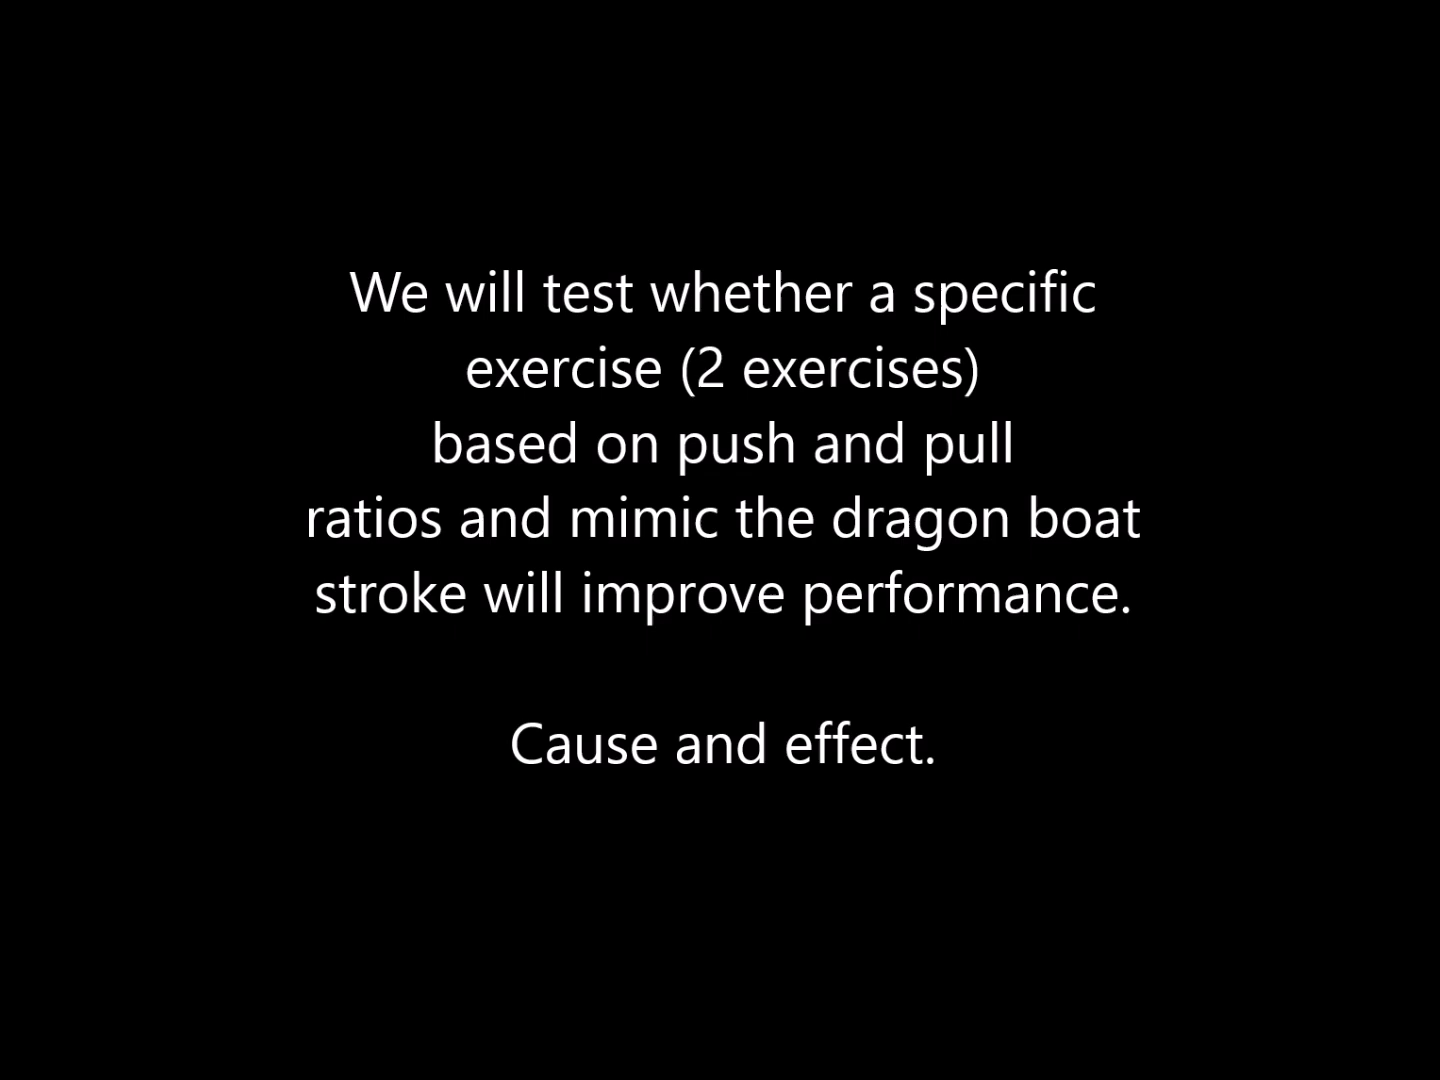 We will test whether a specific
exercise (2 exercises)
based on push and pull
ratios and mimic the dragon boat
stroke will improve performance.
Cause and effect.